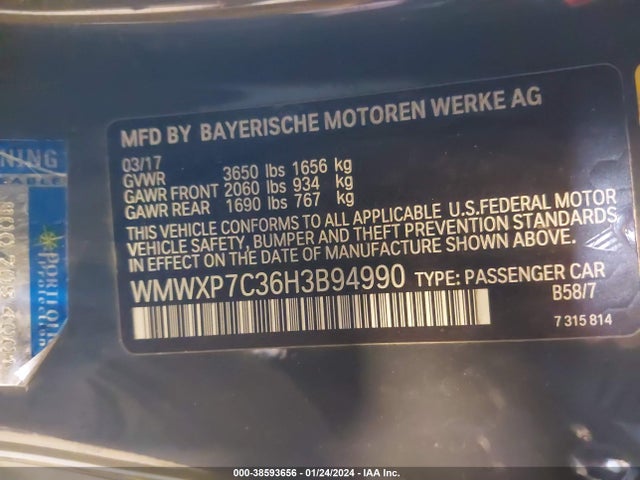 MFD BY BAYERISCHE MOTOREN WERKE AG
03/17
GVWR 3650 lbs 1656 kg
GAWR FRONT 2060 lbs 934 kg
GAWR REAR 1690 lbs 767 kg
THIS VEHICLE CONFORMS TO ALL APPLICABLE U.S.FEDERAL MOTOR
VEHICLE SAFETY, BUMPER AND THEFT PREVENTION STANDARDS
IN EFFECT ON THE DATE OF MANUFACTURE SHOWN ABOVE.
WMWXP7C36H3B94990 TYPE: PASSENGER CAR
B58/7
7 315 814
NING
Protection
000-38593656 - 01/24/2024 - IAA Inc.